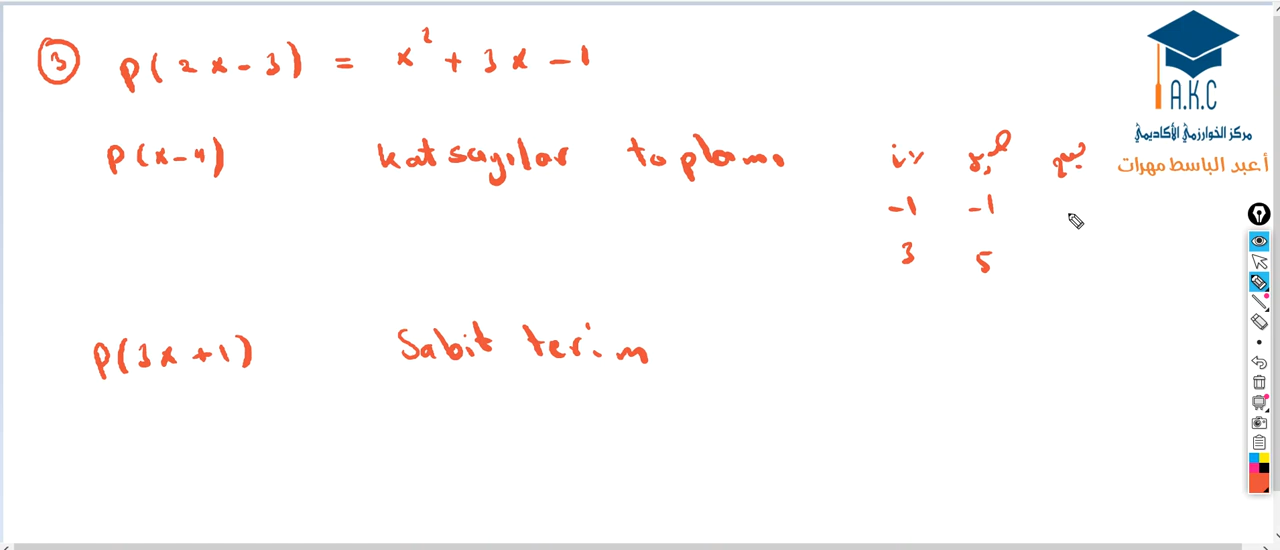 3 P(2x-3) = x² + 3x - 1
P(x-4) katsayılar toplamı
-1 -1
3 5
P(3x+1) Sabit terim
A.K.C
مركز الخوارزمي الأكاديمي
أ.عبد الباسط مهرات